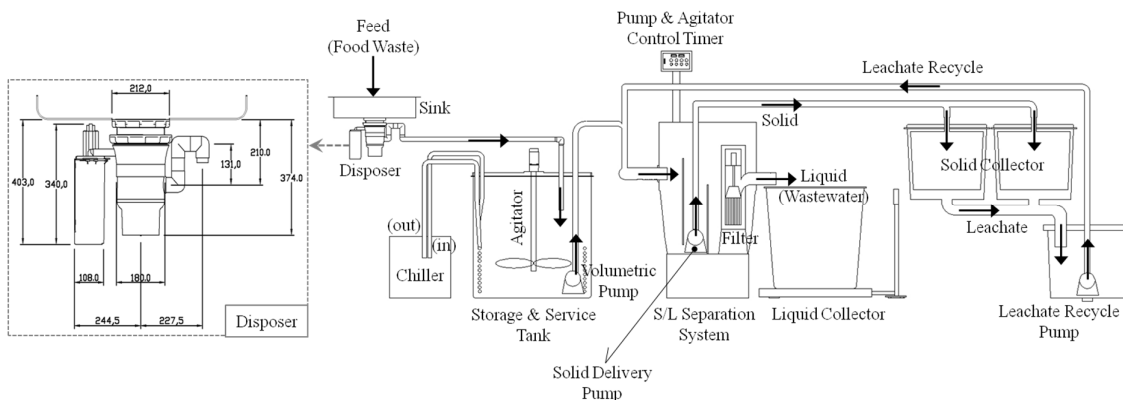 Feed
(Food Waste)
Sink
Disposer
212,0
403,0
340,0
131,0
210,0
374,0
108,0
180,0
244,5
227,5
Disposer
(out)
(in)
Chiller
Agitator
Volumetric
Pump
Storage & Service
Tank
Pump & Agitator
Control Timer
Leachate Recycle
Solid
Solid Collector
Liquid
(Wastewater)
Filter
Leachate
S/L Separation
System
Liquid Collector
Leachate Recycle
Pump
Solid Delivery
Pump